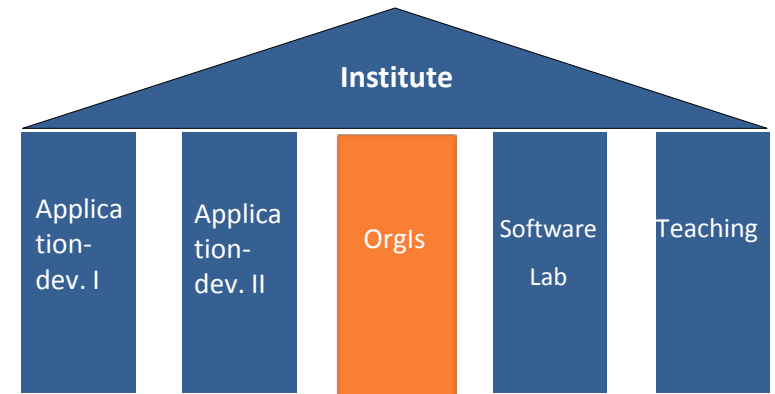 Institute
Applica
tion-
dev. I
Applica
tion-
dev. II
OrgIs
Software
Lab
Teaching